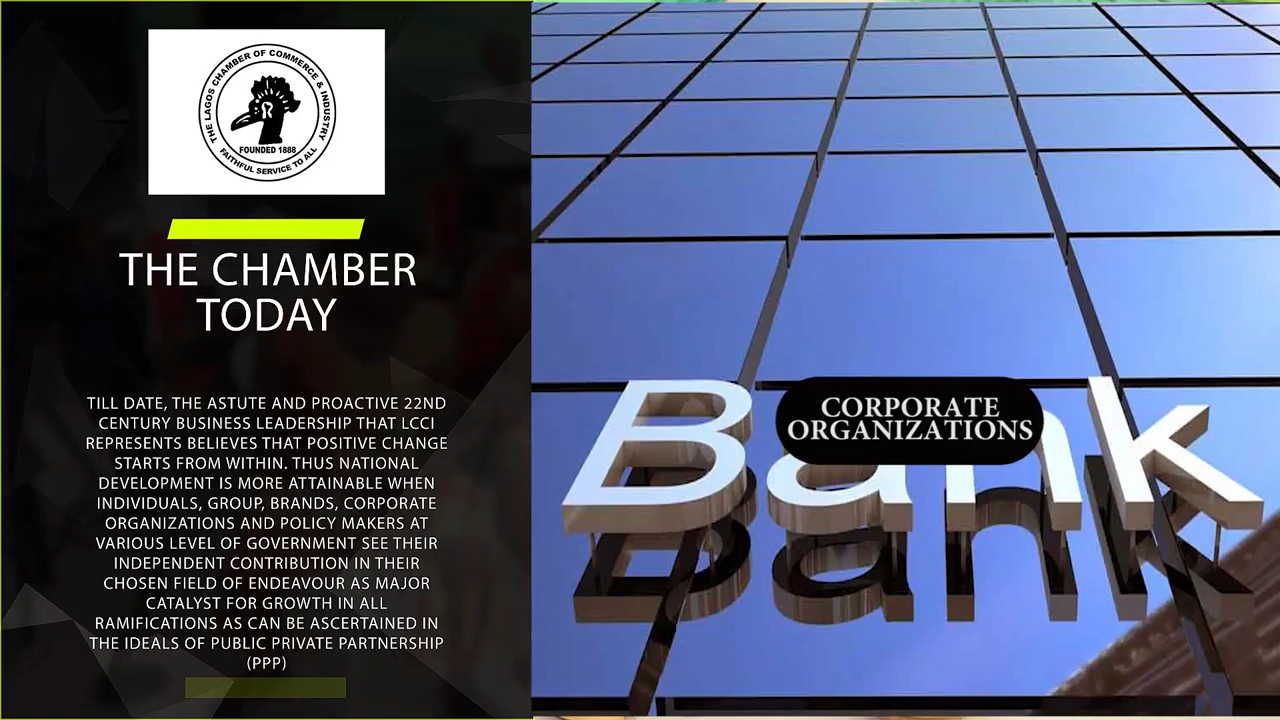 THE LAGOS CHAMBER OF COMMERCE & INDUSTRY
FOUNDED 1888
FAITHFUL SERVICE TO ALL
THE CHAMBER
TODAY
TILL DATE, THE ASTUTE AND PROACTIVE 22ND
CENTURY BUSINESS LEADERSHIP THAT LCCI
REPRESENTS BELIEVES THAT POSITIVE CHANGE
STARTS FROM WITHIN. THUS NATIONAL
DEVELOPMENT IS MORE ATTAINABLE WHEN
INDIVIDUALS, GROUP, BRANDS, CORPORATE
ORGANIZATIONS AND POLICY MAKERS AT
VARIOUS LEVEL OF GOVERNMENT SEE THEIR
INDEPENDENT CONTRIBUTION IN THEIR
CHOSEN FIELD OF ENDEAVOUR AS MAJOR
CATALYST FOR GROWTH IN ALL
RAMIFICATIONS AS CAN BE ASCERTAINED IN
THE IDEALS OF PUBLIC PRIVATE PARTNERSHIP
(PPP)
CORPORATE
ORGANIZATIONS
Bank